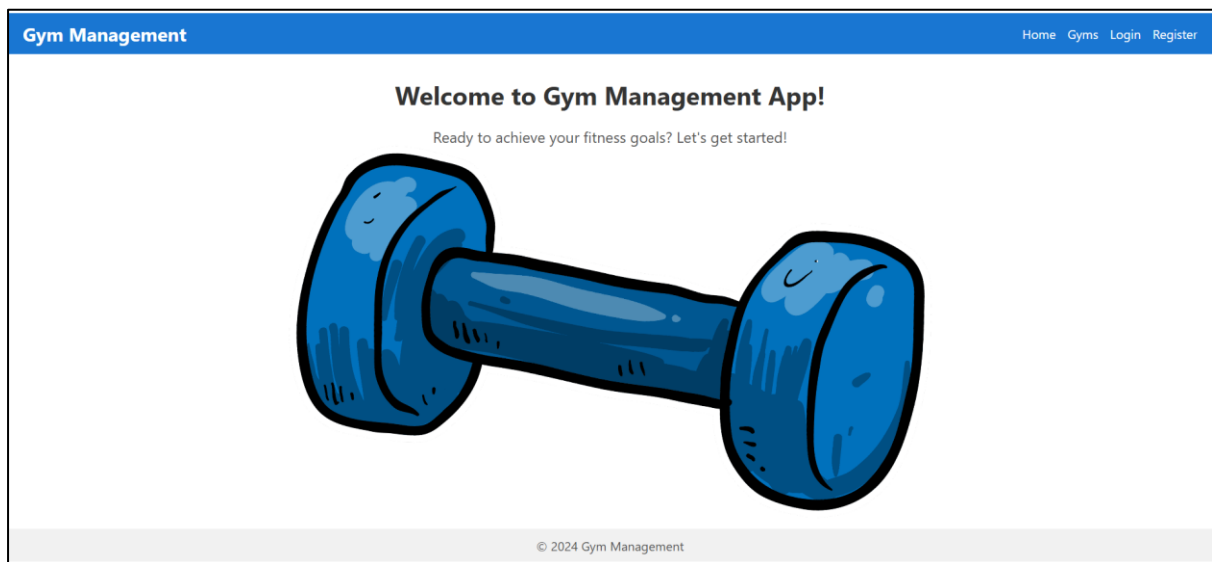 Gym Management
Home Gyms Login Register
Welcome to Gym Management App!
Ready to achieve your fitness goals? Let's get started!
© 2024 Gym Management